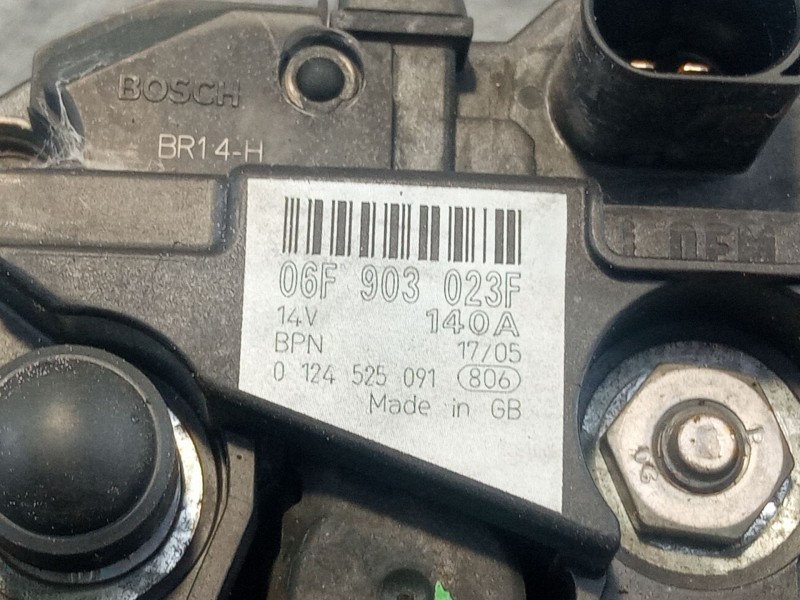 BOSCH
BR14-H
06F 903 023F
14V 140A
BPN 17/05
0 124 525 091 806
Made in GB